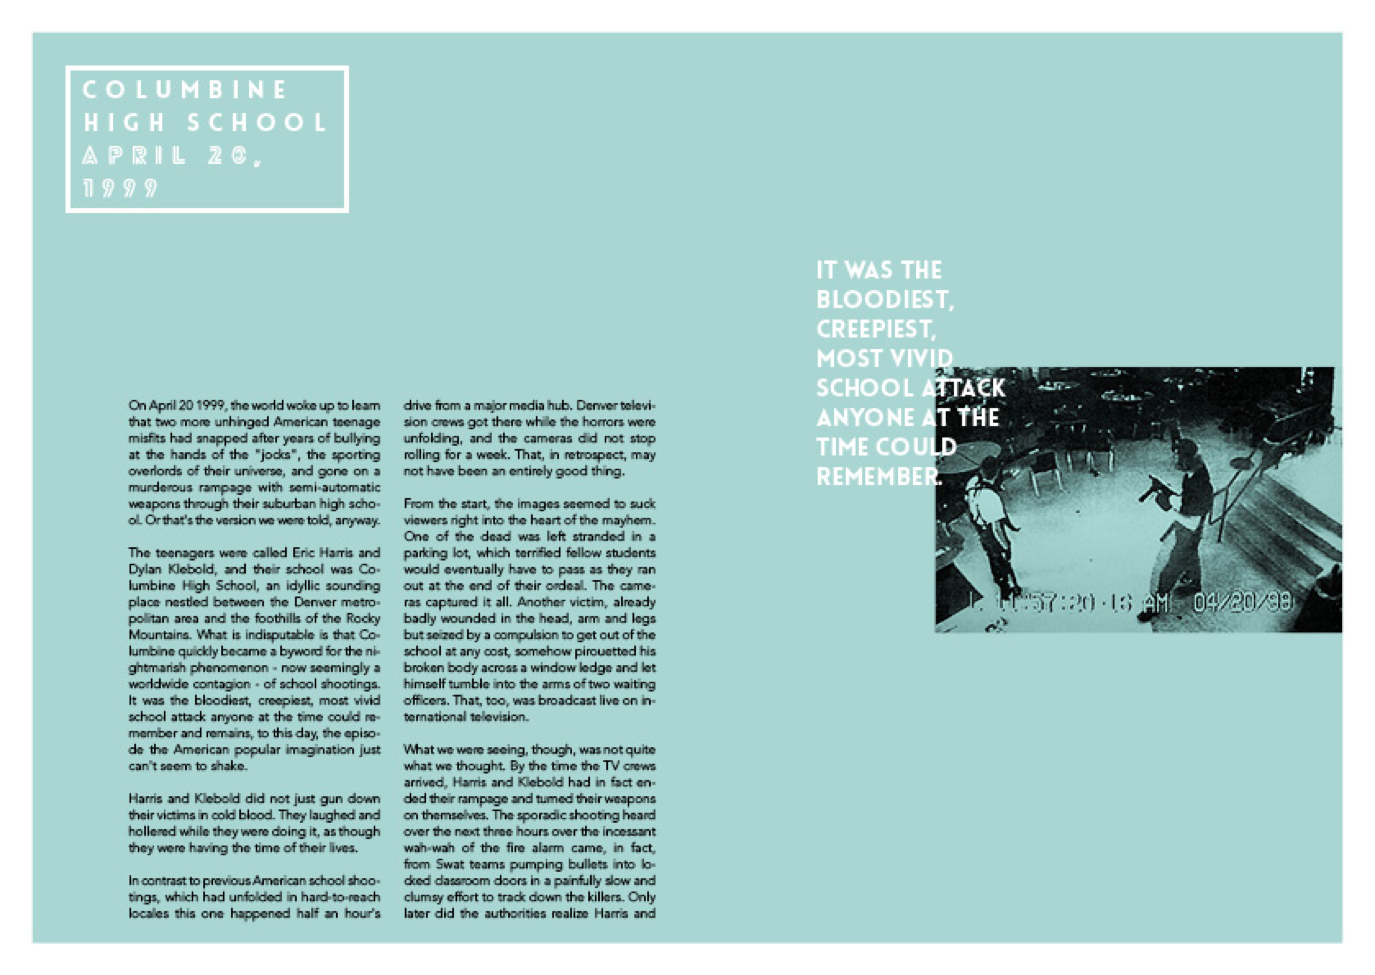 COLUMBINE
HIGH SCHOOL
APRIL 20,
1999
On April 20 1999, the world woke up to learn
that two more unhinged American teenage
misfits had snapped after years of bullying
at the hands of the "jocks", the sporting
overlords of their universe, and gone on a
murderous rampage with semi-automatic
weapons through their suburban high scho-
ol. Or that's the version we were told, anyway.
The teenagers were called Eric Harris and
Dylan Klebold, and their school was Co-
lumbine High School, an idyllic sounding
place nestled between the Denver metro-
politan area and the foothills of the Rocky
Mountains. What is indisputable is that Co-
lumbine quickly became a byword for the ni-
ghtmarish phenomenon - now seemingly a
worldwide contagion - of school shootings.
It was the bloodiest, creepiest, most vivid
school attack anyone at the time could re-
member and remains, to this day, the episo-
de the American popular imagination just
can't seem to shake.
Harris and Klebold did not just gun down
their victims in cold blood. They laughed and
hollered while they were doing it, as though
they were having the time of their lives.
In contrast to previous American school shoo-
tings, which had unfolded in hard-to-reach
locales this one happened half an hour's
drive from a major media hub. Denver televi-
sion crews got there while the horrors were
unfolding, and the cameras did not stop
rolling for a week. That, in retrospect, may
not have been an entirely good thing.
From the start, the images seemed to suck
viewers right into the heart of the mayhem.
One of the dead was left stranded in a
parking lot, which terrified fellow students
would eventually have to pass as they ran
out at the end of their ordeal. The came-
ras captured it all. Another victim, already
badly wounded in the head, arm and legs
but seized by a compulsion to get out of the
school at any cost, somehow pirouetted his
broken body across a window ledge and let
himself tumble into the arms of two waiting
officers. That, too, was broadcast live on in-
ternational television.
What we were seeing, though, was not quite
what we thought. By the time the TV crews
arrived, Harris and Klebold had in fact en-
ded their rampage and turned their weapons
on themselves. The sporadic shooting heard
over the next three hours over the incessant
wah-wah of the fire alarm came, in fact,
from Swat teams pumping bullets into lo-
cked classroom doors in a painfully slow and
clumsy effort to track down the killers. Only
later did the authorities realize Harris and
IT WAS THE
BLOODIEST,
CREEPIEST,
MOST VIVID
SCHOOL ATTACK
ANYONE AT THE
TIME COULD
REMEMBER.
11:57:20 AM 04/20/99